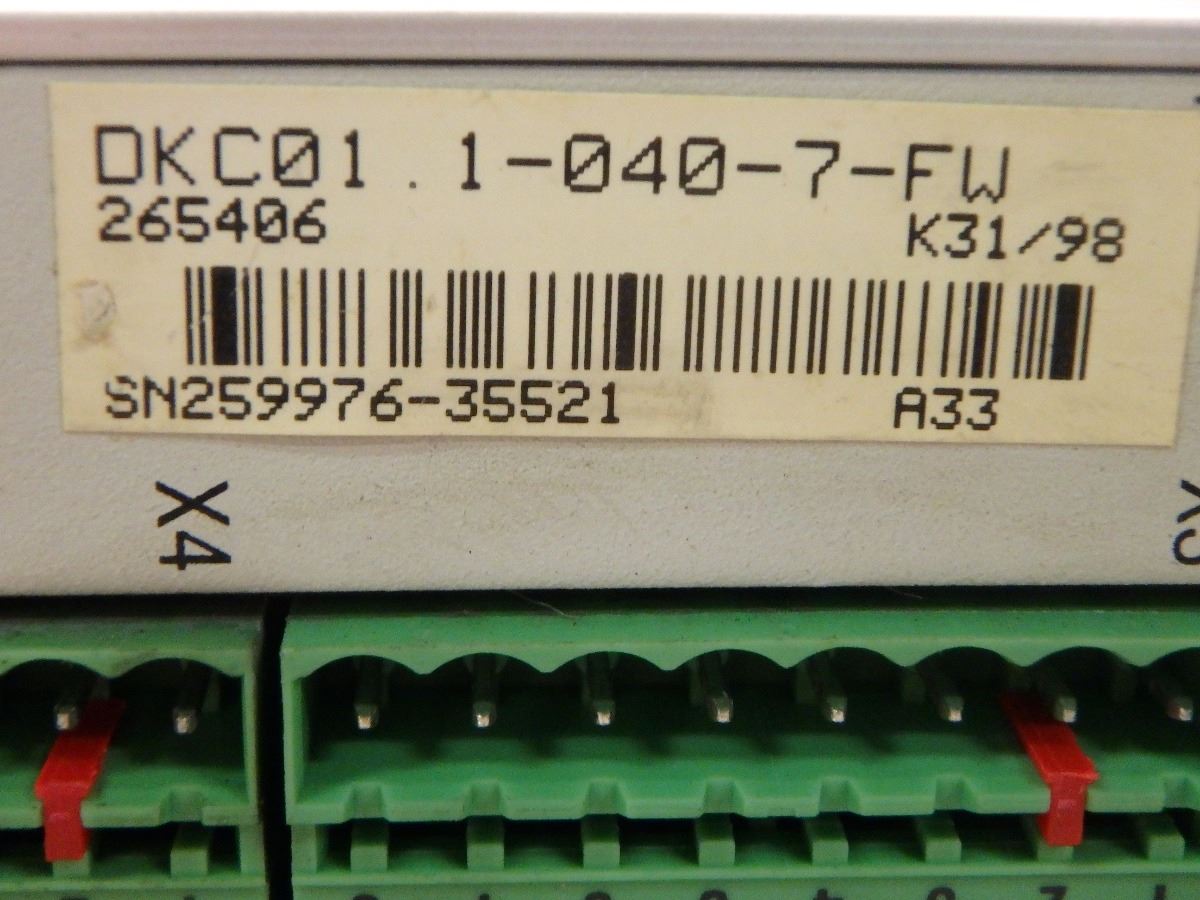 DKC01.1-040-7-FW
265406 K31/98
SN259976-35521 A33
X4